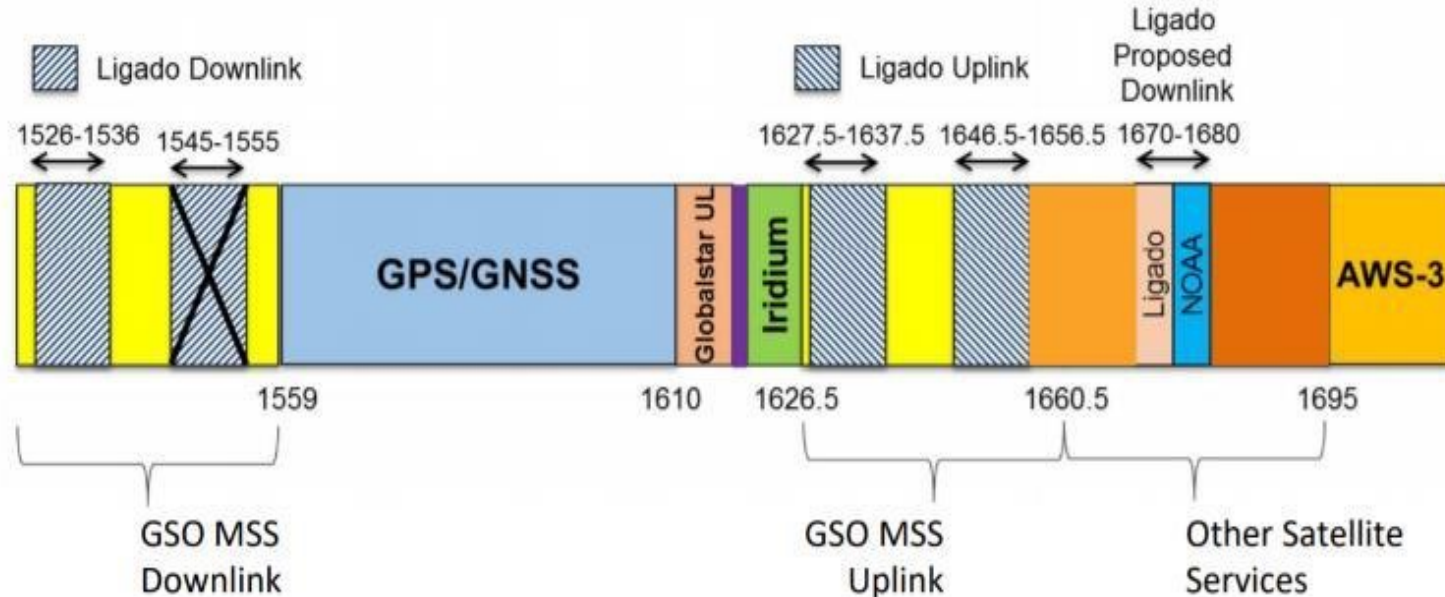 Ligado Downlink
Ligado Uplink
Ligado
Proposed
Downlink
1526-1536
1545-1555
1627.5-1637.5
1646.5-1656.5
1670-1680
GPS/GNSS
Globalstar UL
Iridium
Ligado
NOAA
AWS-3
1559
1610
1626.5
1660.5
1695
GSO MSS
Downlink
GSO MSS
Uplink
Other Satellite
Services